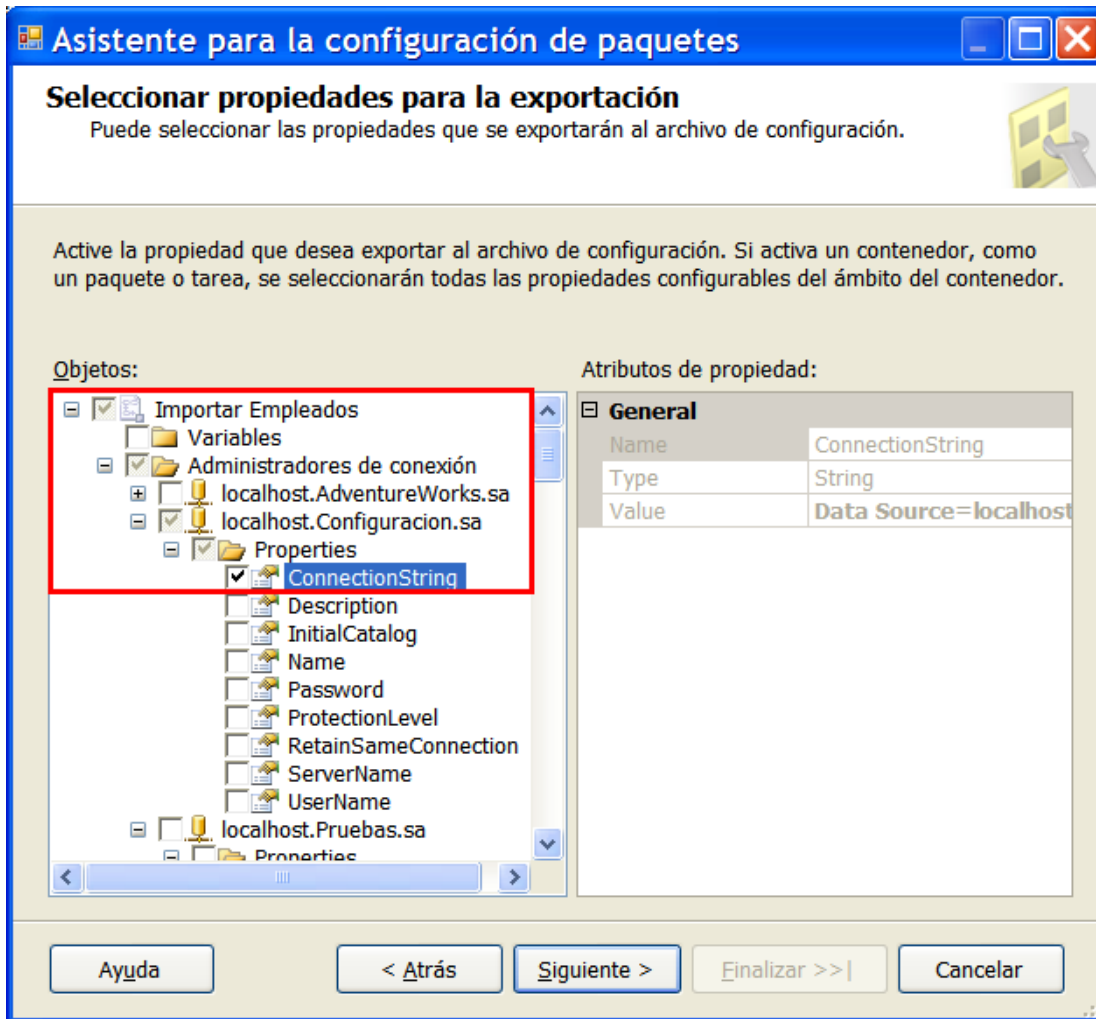 Asistente para la configuración de paquetes
Seleccionar propiedades para la exportación
Puede seleccionar las propiedades que se exportarán al archivo de configuración.
Active la propiedad que desea exportar al archivo de configuración. Si activa un contenedor, como
un paquete o tarea, se seleccionarán todas las propiedades configurables del ámbito del contenedor.
Objetos:
Importar Empleados
Variables
Administradores de conexión
localhost.AdventureWorks.sa
localhost.Configuracion.sa
Properties
ConnectionString
Description
InitialCatalog
Name
Password
ProtectionLevel
RetainSameConnection
ServerName
UserName
localhost.Pruebas.sa
Properties
Atributos de propiedad:
General
Name ConnectionString
Type String
Value Data Source=localhost
Ayuda < Atrás Siguiente > Finalizar >>| Cancelar